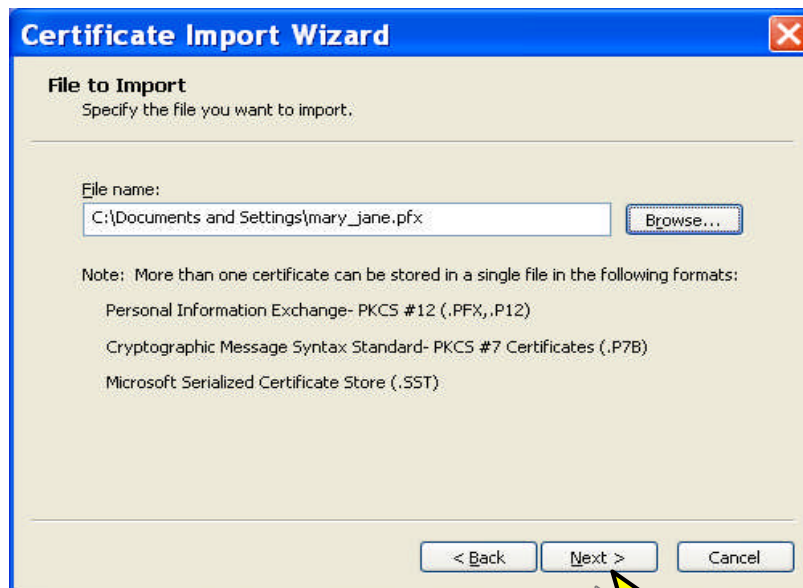 Certificate Import Wizard
File to Import
Specify the file you want to import.
File name:
C:\Documents and Settings\mary_jane.pfx
Browse...
Note: More than one certificate can be stored in a single file in the following formats:
Personal Information Exchange- PKCS #12 (.PFX,.P12)
Cryptographic Message Syntax Standard- PKCS #7 Certificates (.P7B)
Microsoft Serialized Certificate Store (.SST)
< Back Next > Cancel